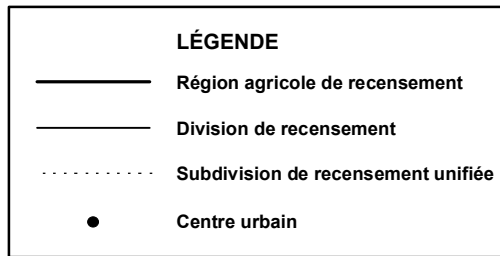 LÉGENDE
Région agricole de recensement
Division de recensement
Subdivision de recensement unifiée
Centre urbain